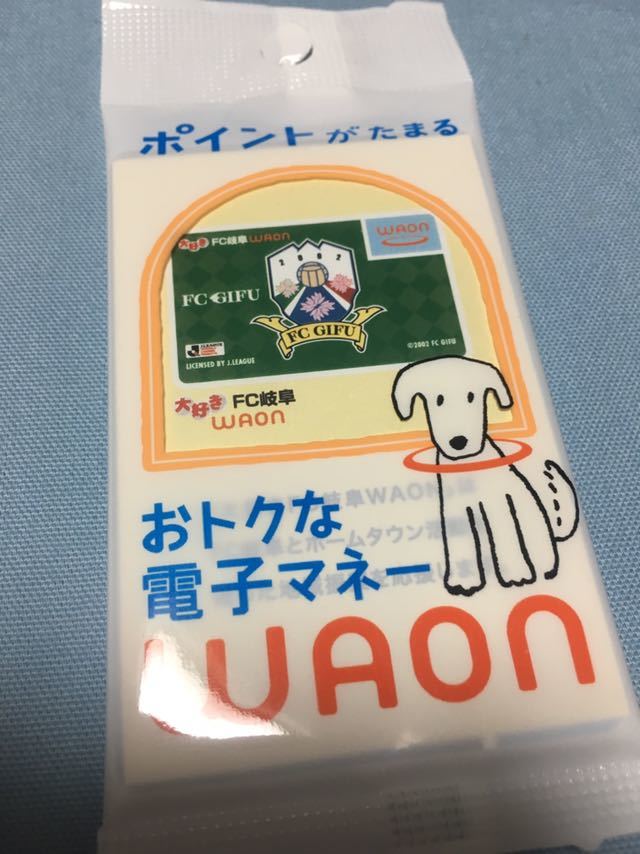 ポイントがたまる
大好き FC岐阜 WAON
WAON
2002
FC GIFU
FC GIFU
J.LEAGUE
LICENSED BY J.LEAGUE
©2002 FC GIFU
大好き FC岐阜
WAON
おトクな
電子マネー
WAON